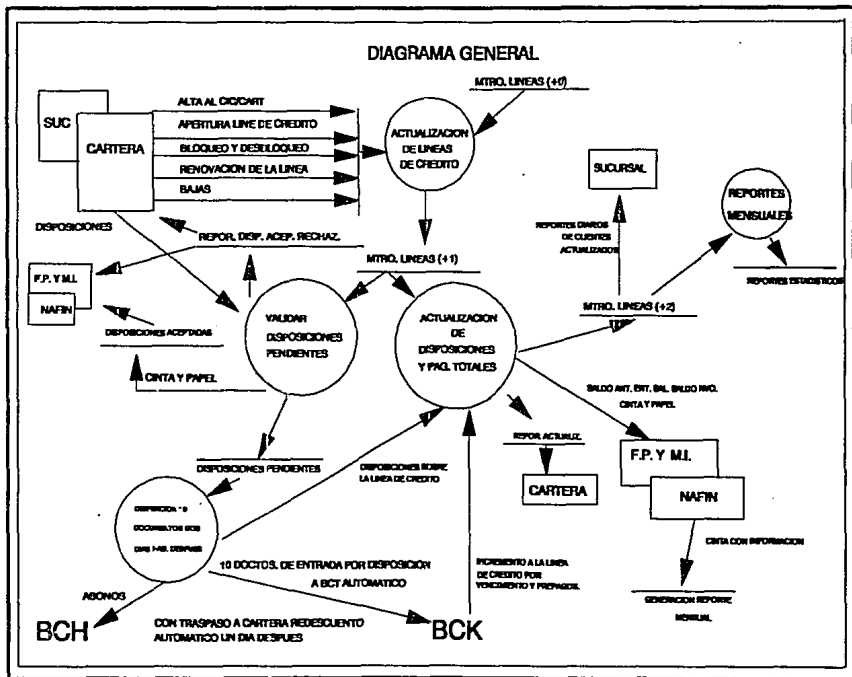 DIAGRAMA GENERAL
MTRO. LINEAS (+0)
ALTA AL CIC/CART
SUC
APERTURA LINE DE CREDITO
CARTERA
BLOQUEO Y DESBLOQUEO
RENOVACION DE LA LINEA
BAJAS
ACTUALIZACION
DE LINEAS
DE CREDITO
SUCURSAL
REPORTES
MENSUALES
DISPOSICIONES
REPOR. DISP. ACEP. RECHAZ.
REPORTES DIARIOS
DE CLIENTES
ACTUALIZADOS
MTRO. LINEAS (+1)
REPORTES ESTADISTICOS
F.P. Y M.I.
NAFIN
MTRO. LINEAS (+2)
VALIDAR
DISPOSICIONES
PENDIENTES
ACTUALIZACION
DE
DISPOSICIONES
Y PAG. TOTALES
DISPOSICIONES ACEPTADAS
CINTA Y PAPEL
SALDO ANT. ENT. SAL. SALDO NVO.
CINTA Y PAPEL
REPOR. ACTUALIZ.
DISPOSICIONES PENDIENTES
DISPOSICIONES SOBRE
LA LINEA DE CREDITO
F.P. Y M.I.
NAFIN
CARTERA
DISPERCION
DOCUMENTOS
DESPUES
10 DOCTOS. DE ENTRADA POR DISPOSICIÓN
A BCT AUTOMATICO
INCREMENTO A LA LINEA
DE CREDITO POR
VENCIMIENTO Y PREPAGOS.
CINTA CON INFORMACION
ABONOS
GENERACION REPORTE
MENSUAL
BCH
CON TRASPASO A CARTERA REDESCUENTO
AUTOMATICO UN DIA DESPUES
BCK